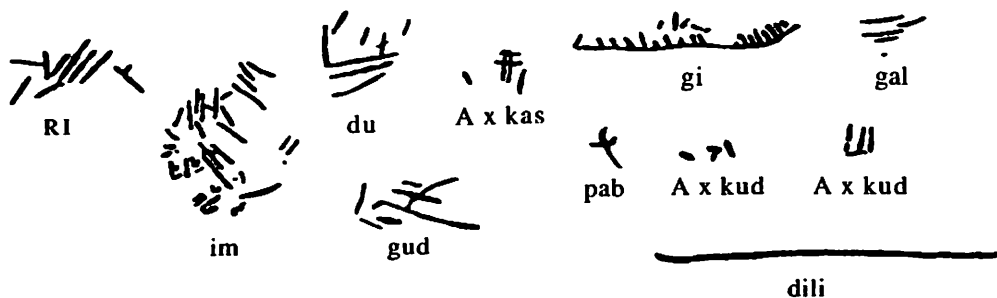 RI im du gud A x kas gi gal
pab A x kud A x kud
dili